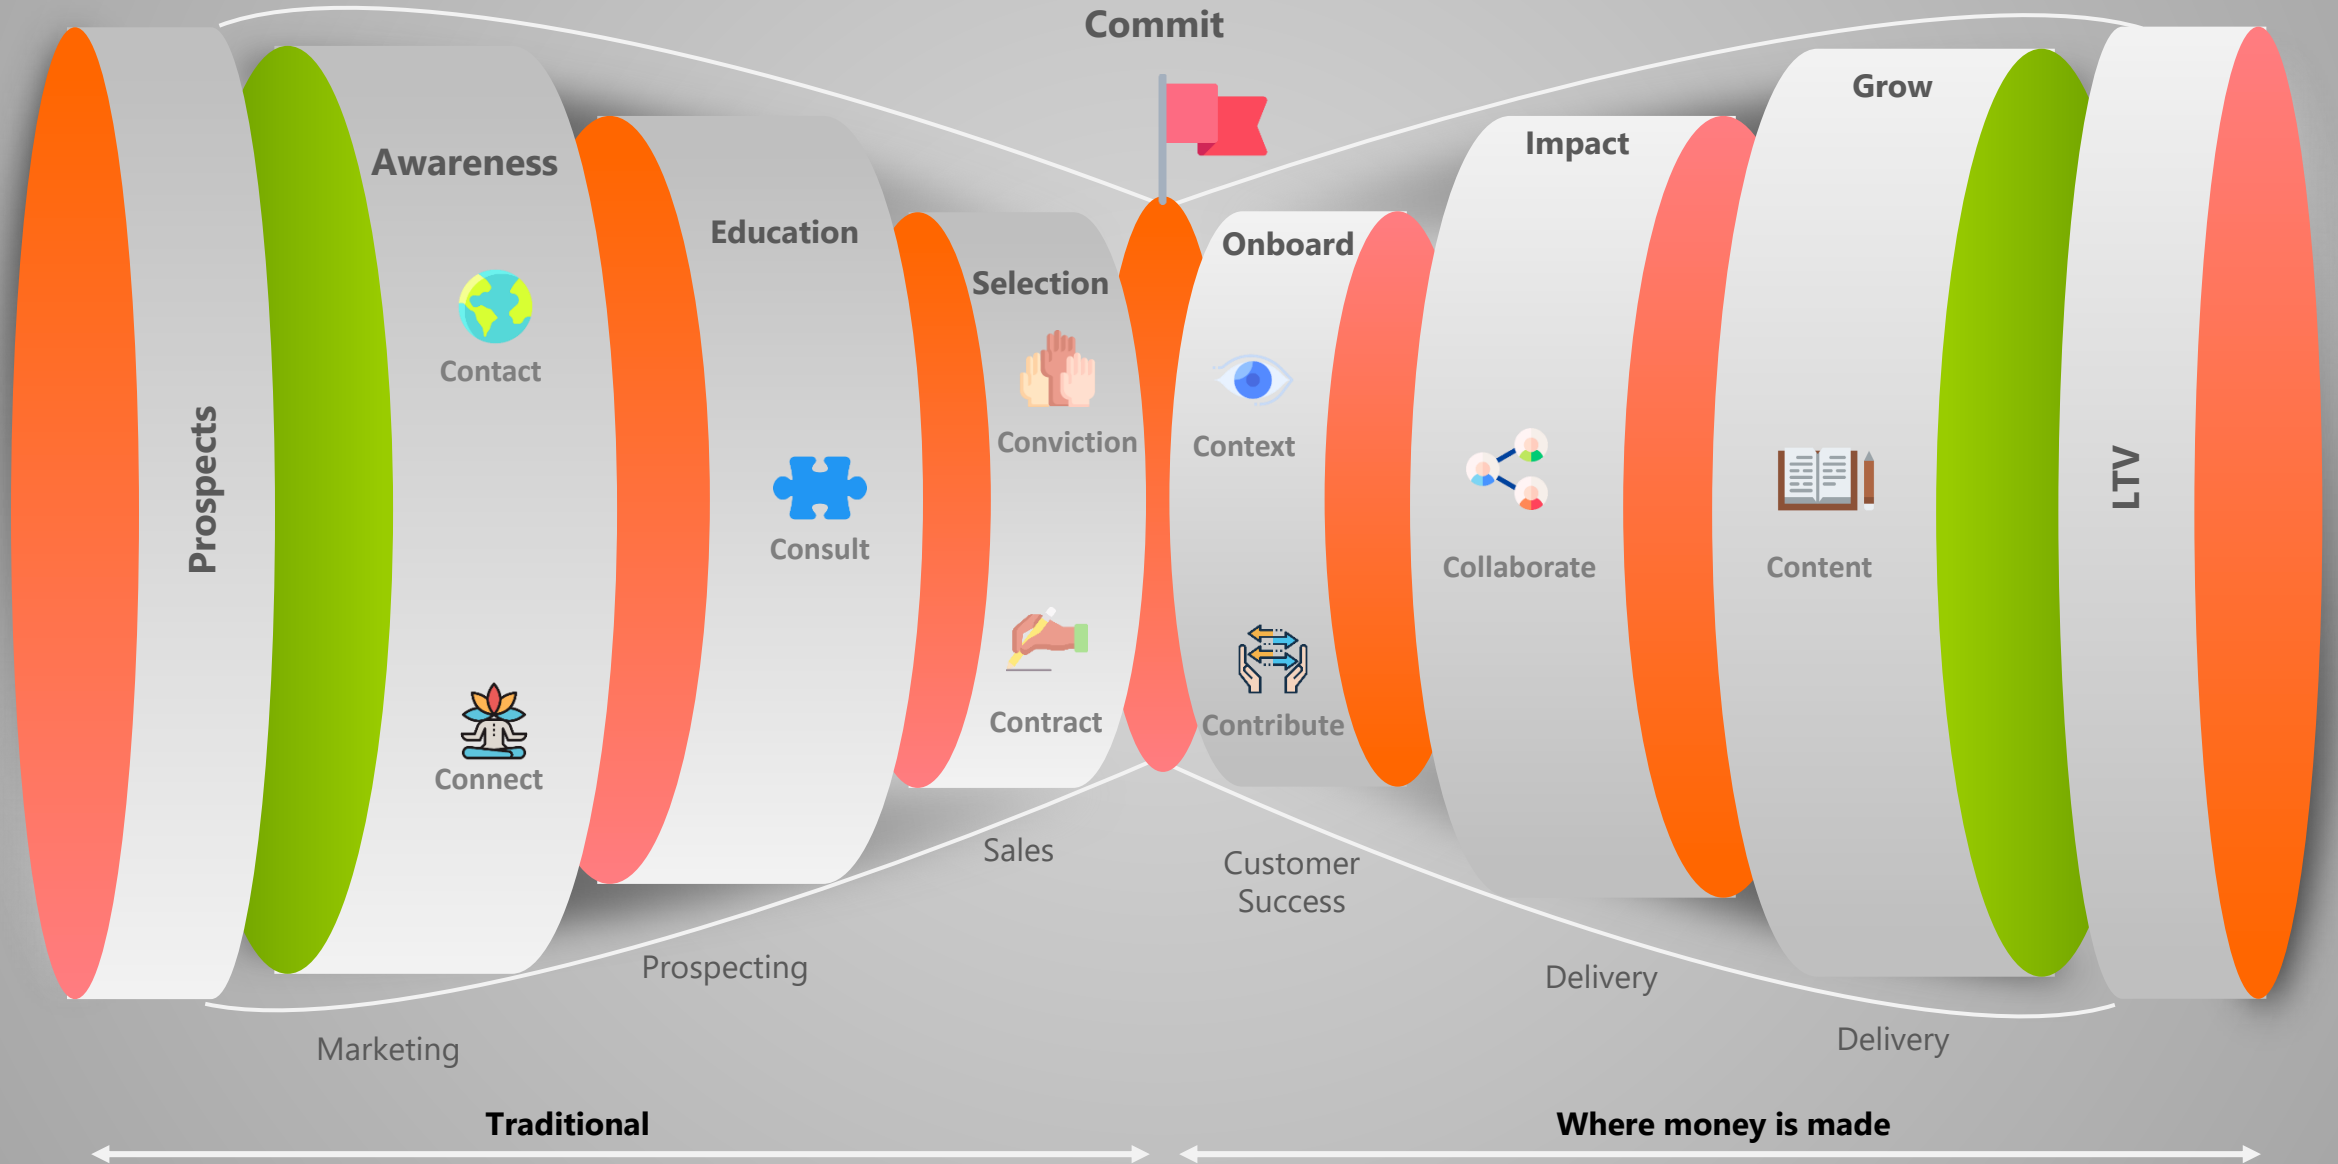 Commit
Prospects
Awareness
Contact
Connect
Education
Consult
Selection
Conviction
Contract
Onboard
Context
Contribute
Impact
Collaborate
Grow
Content
LTV
Marketing
Prospecting
Sales
Customer
Success
Delivery
Delivery
Traditional
Where money is made